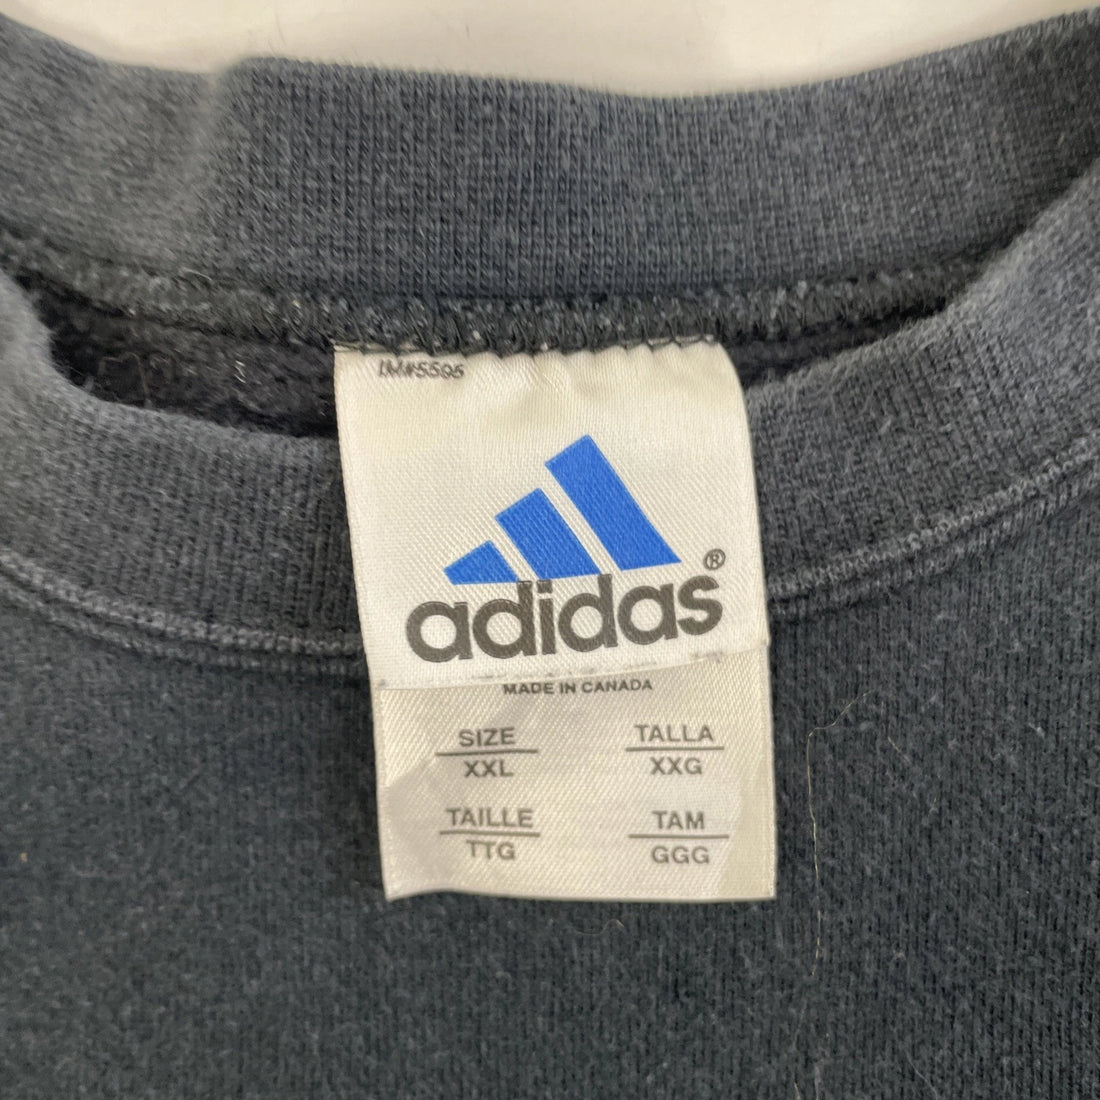 adidas®
MADE IN CANADA
SIZE TALLA
XXL XXG
TAILLE TAM
TTG GGG